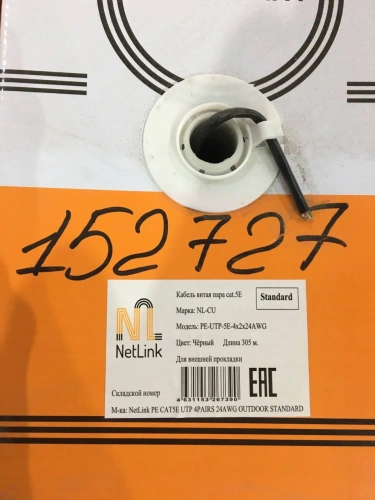 152727
Кабель витая пара cat.5E
Standard
Марка: NL-CU
Модель: PE-UTP-5E-4x2x24AWG
NL
NetLink
Цвет: Чёрный Длина 305 м.
Для внешней прокладки
EAC
Складской номер
4631153267390
М-ка: NetLink PE CAT5E UTP 4PAIRS 24AWG OUTDOOR STANDARD